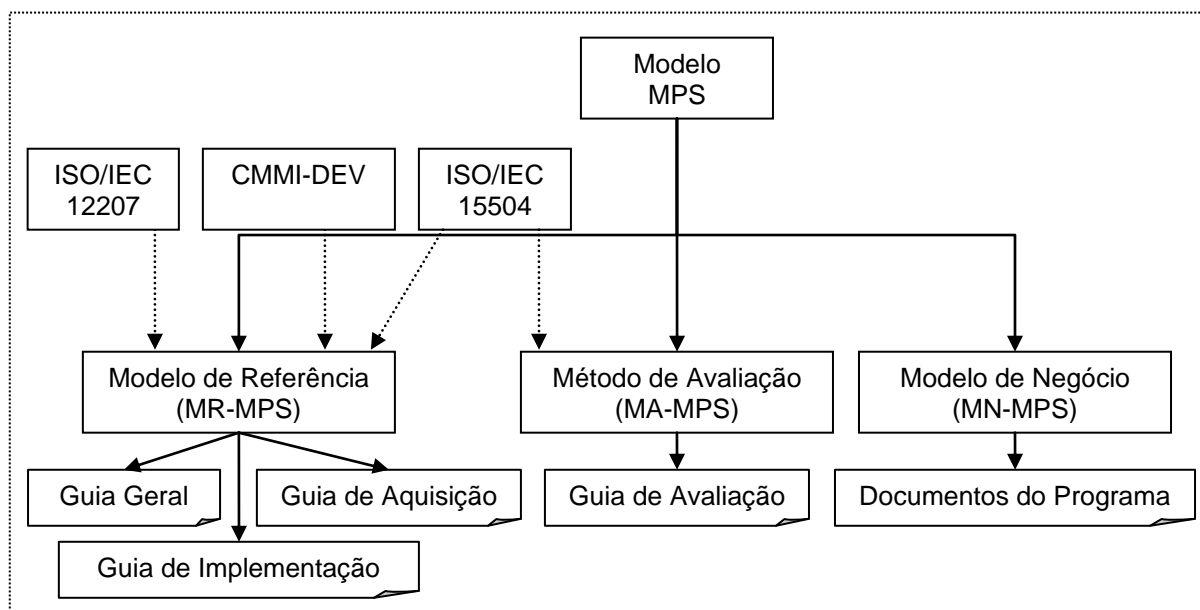 Modelo
MPS
ISO/IEC
12207
CMMI-DEV
ISO/IEC
15504
Modelo de Referência
(MR-MPS)
Método de Avaliação
(MA-MPS)
Modelo de Negócio
(MN-MPS)
Guia Geral
Guia de Aquisição
Guia de Avaliação
Documentos do Programa
Guia de Implementação